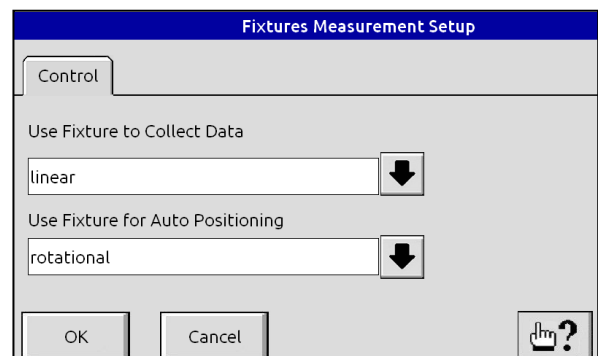 Fixtures Measurement Setup
Control
Use Fixture to Collect Data
linear
Use Fixture for Auto Positioning
rotational
OK Cancel ?